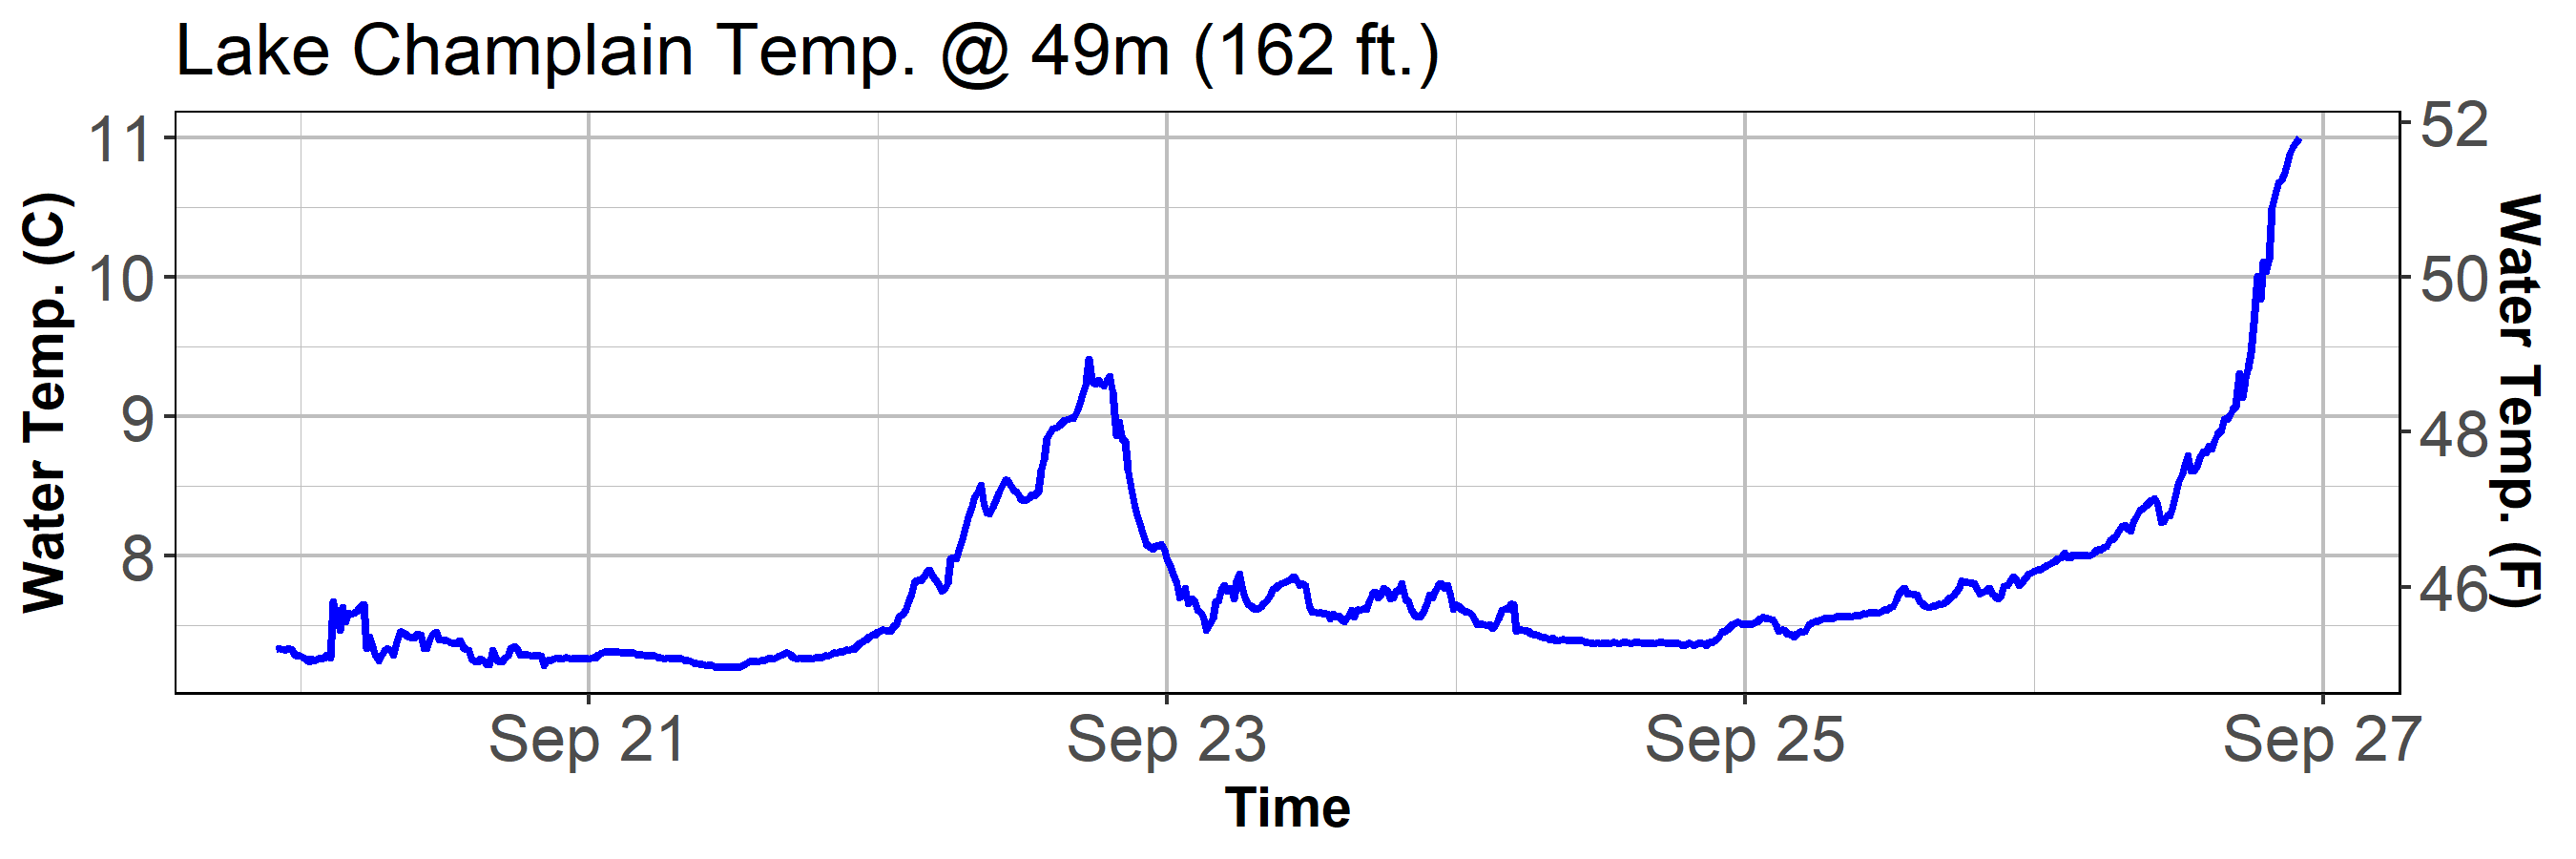 Lake Champlain Temp. @ 49m (162 ft.)
Water Temp. (C)
11
10
9
8
52
50
48
46
Water Temp. (F)
Sep 21
Sep 23
Sep 25
Sep 27
Time